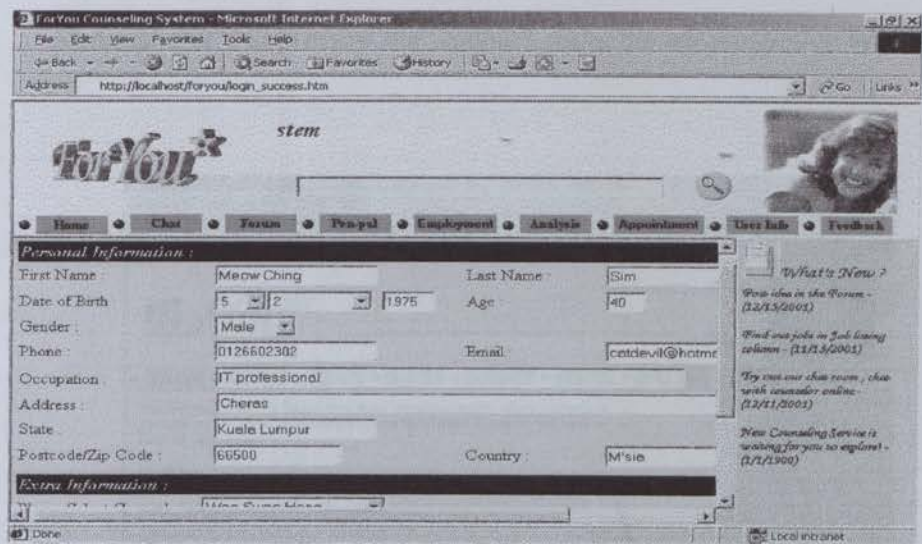 ForYou Counseling System - Microsoft Internet Explorer
File Edit View Favorites Tools Help
Back Search Favorites History
Address http://localhost/foryou/login_success.htm Go Links
ForYou
stem
Home Chat Forum Pen-pal Employment Analysis Appointment User Info Feedback
Personal Information :
First Name : Meow Ching Last Name : Sim
Date of Birth 5 2 1975 Age : 40
Gender : Male
Phone : 0126602302 Email catdevil@hotm
Occupation : IT professional
Address : Cheras
State : Kuala Lumpur
Postcode/Zip Code : 66500 Country : M'sia
Extra Information :
What's New ?
Post idea in the Forum -
(12/15/2001)
Find out jobs in Job listing
column - (11/15/2001)
Try out our chat room , chat
with counselor online -
(12/11/2001)
New Counseling Service is
waiting for you to explore! -
(1/1/1900)
Done Local intranet